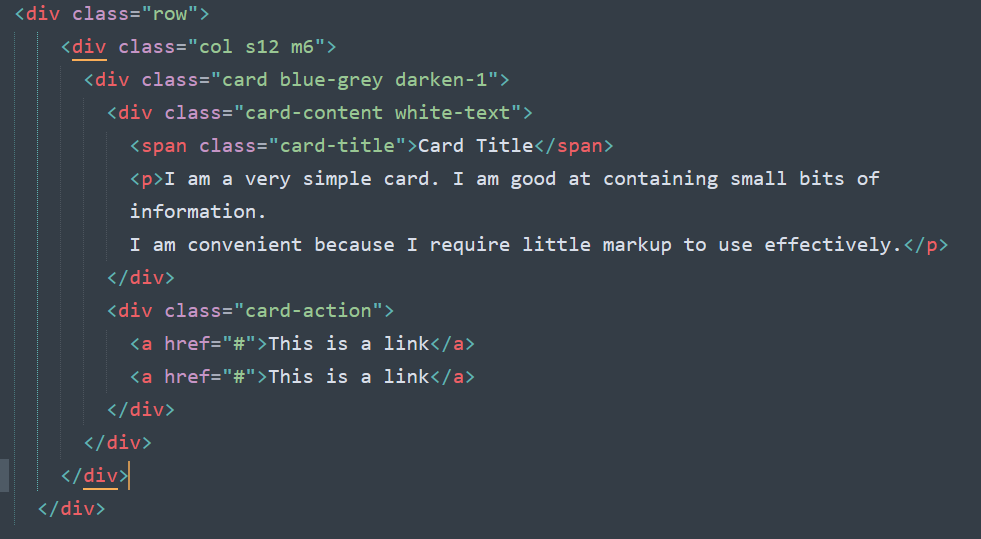 <div class="row">
<div class="col s12 m6">
<div class="card blue-grey darken-1">
<div class="card-content white-text">
<span class="card-title">Card Title</span>
<p>I am a very simple card. I am good at containing small bits of
information.
I am convenient because I require little markup to use effectively.</p>
</div>
<div class="card-action">
<a href="#">This is a link</a>
<a href="#">This is a link</a>
</div>
</div>
</div>
</div>